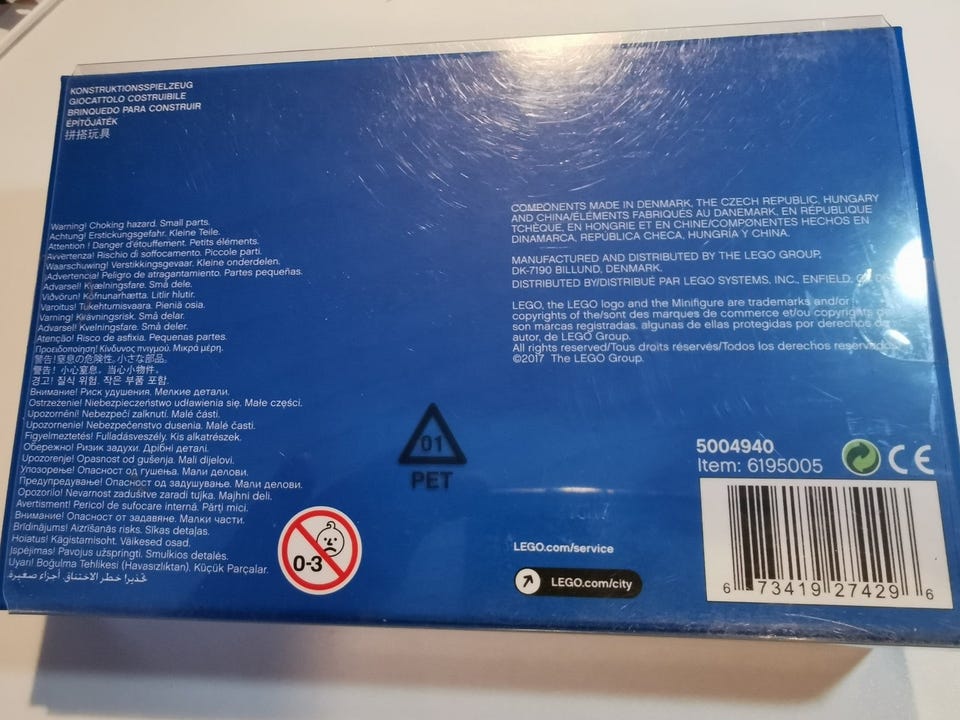 KONSTRUKTIONSSPIELZEUG
GIOCATTOLO COSTRUIBILE
BRINQUEDO PARA CONSTRUIR
ÉPÍTŐJÁTÉK
拼搭玩具
Warning! Choking hazard. Small parts.
Achtung! Erstickungsgefahr. Kleine Teile.
Attention ! Danger d'étouffement. Petits éléments.
Avvertenza! Rischio di soffocamento. Piccole parti.
Waarschuwing! Verstikkingsgevaar. Kleine onderdelen.
Advertencia! Peligro de atragantamiento. Partes pequeñas.
Advarsel! Kvælningsfare. Små dele.
Viðvörun! Köfnunarhætta. Litlir hlutir.
Varoitus! Tukehtumisvaara. Pieniä osia.
Varning! Kvävningsrisk. Små delar.
Advarsel! Kvelningsfare. Små deler.
Atenção! Risco de asfixia. Pequenas partes.
Προειδοποίηση! Κίνδυνος πνιγμού. Μικρά μέρη.
警告! 窒息の危険性。小さな部品。
警告! 小心窒息。当心小物件。
경고! 질식 위험. 작은 부품 포함.
Внимание! Риск удушения. Мелкие детали.
Ostrzeżenie! Niebezpieczeństwo udławienia się. Małe części.
Upozornění! Nebezpečí zalknutí. Malé části.
Upozornenie! Nebezpečenstvo dusenia. Malé časti.
Figyelmeztetés! Fulladásveszély. Kis alkatrészek.
Обережно! Ризик задухи. Дрібні деталі.
Upozorenje! Opasnost od gušenja. Mali dijelovi.
Упозорење! Опасност од гушења. Мали делови.
Предупредување! Опасност од задушување. Мали делови.
Opozorilo! Nevarnost zadušitve zaradi tujka. Majhni deli.
Avertisment! Pericol de sufocare internă. Părți mici.
Внимание! Опасност от задавяне. Малки части.
Brīdinājums! Aizrīšanās risks. Sīkas detaļas.
Hoiatus! Kägistamisoht. Väikesed osad.
Įspėjimas! Pavojus užspringti. Smulkios detalės.
Uyarı! Boğulma Tehlikesi (Havasızlıktan). Küçük Parçalar.
تحذير! خطر الاختناق. أجزاء صغيرة
0-3
01
PET
COMPONENTS MADE IN DENMARK, THE CZECH REPUBLIC, HUNGARY
AND CHINA/ÉLÉMENTS FABRIQUÉS AU DANEMARK, EN RÉPUBLIQUE
TCHÈQUE, EN HONGRIE ET EN CHINE/COMPONENTES HECHOS EN
DINAMARCA, REPÚBLICA CHECA, HUNGRÍA Y CHINA.
MANUFACTURED AND DISTRIBUTED BY THE LEGO GROUP,
DK-7190 BILLUND, DENMARK.
DISTRIBUTED BY/DISTRIBUÉ PAR LEGO SYSTEMS, INC., ENFIELD,
LEGO, the LEGO logo and the Minifigure are trademarks and/or
copyrights of the/sont des marques de commerce et/ou copyrights
son marcas registradas, algunas de ellas protegidas por derechos de
autor, de LEGO Group.
All rights reserved/Tous droits réservés/Todos los derechos reservados.
©2017 The LEGO Group.
5004940
Item: 6195005
CE
LEGO.com/service
LEGO.com/city
6 73419 27429 6